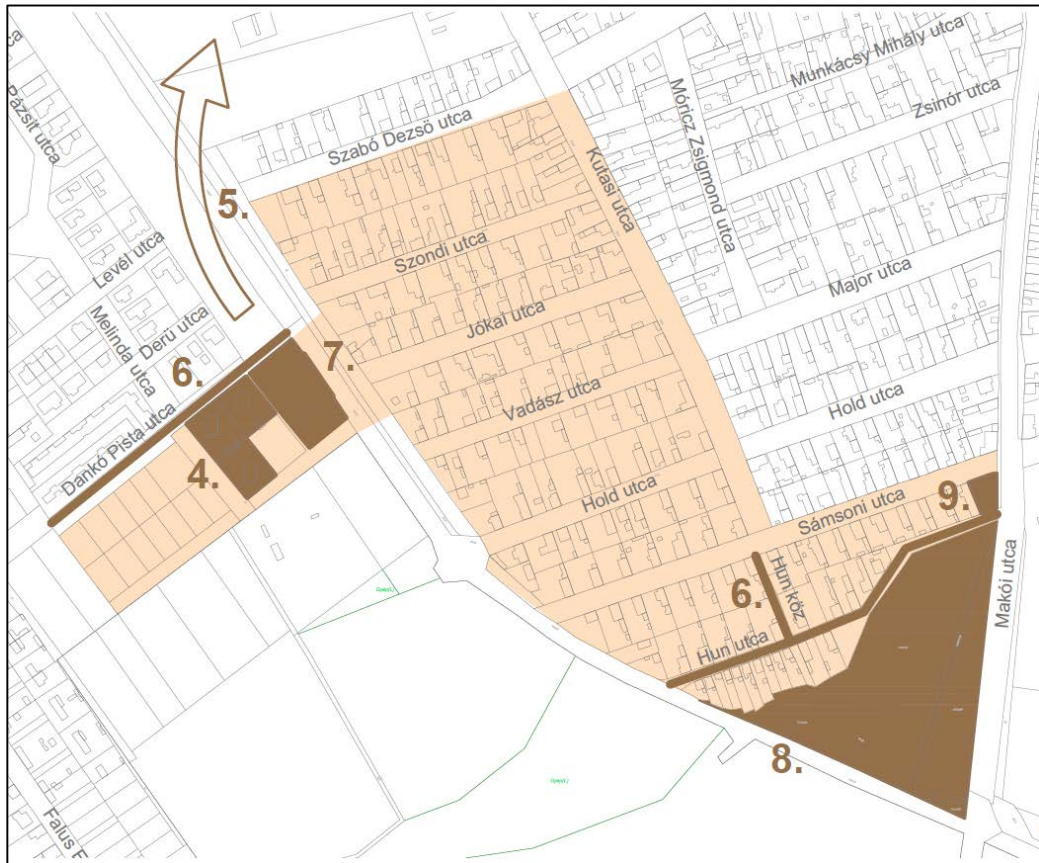 Pázsit utca
Munkácsy Mihály utca
Zsinór utca
Móricz Zsigmond utca
Szabó Dezső utca
Kutasi utca
5.
Szondi utca
Levél utca
Major utca
Melinda utca
Derű utca
Jókai utca
6.
7.
Vadász utca
Hold utca
Dankó Pista utca
4.
Hold utca
Sámsoni utca
9.
Makói utca
Hun köz
6.
Hun utca
8.
Falus F